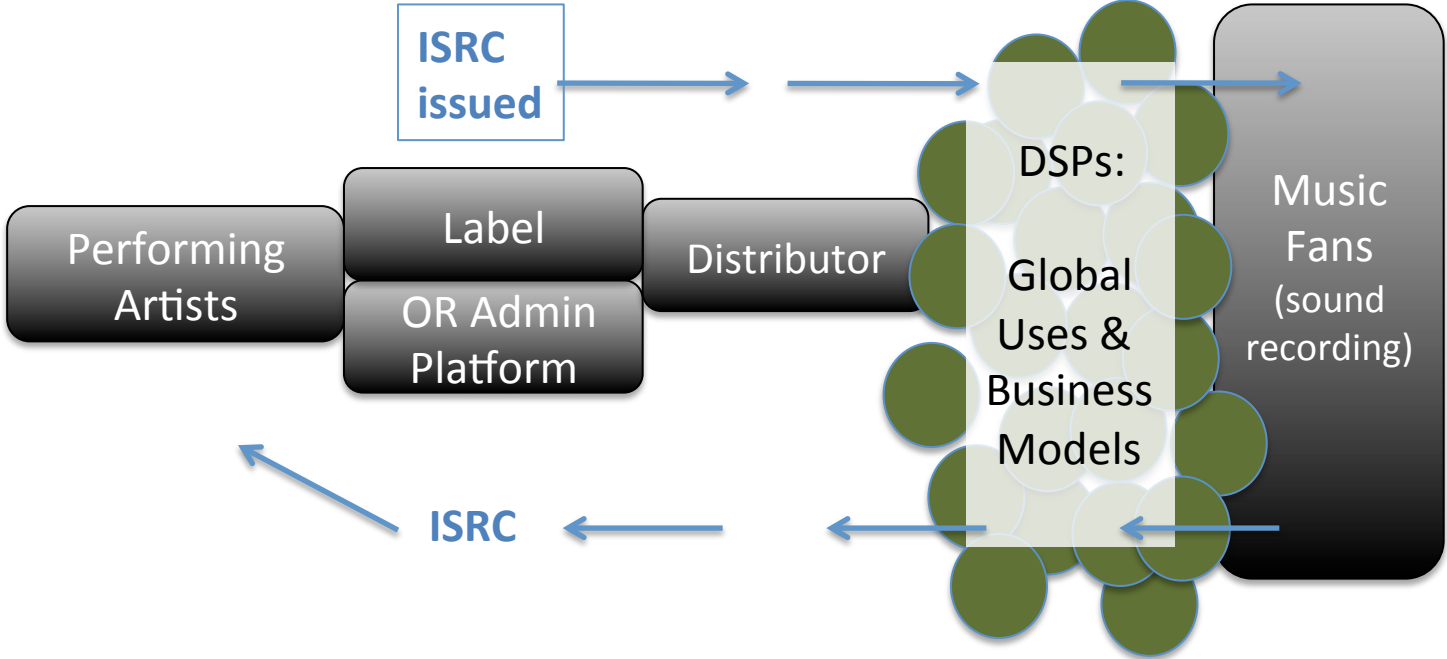 ISRC
issued
Performing
Artists
Label
OR Admin
Platform
Distributor
DSPs:
Global
Uses &
Business
Models
Music
Fans
(sound
recording)
ISRC